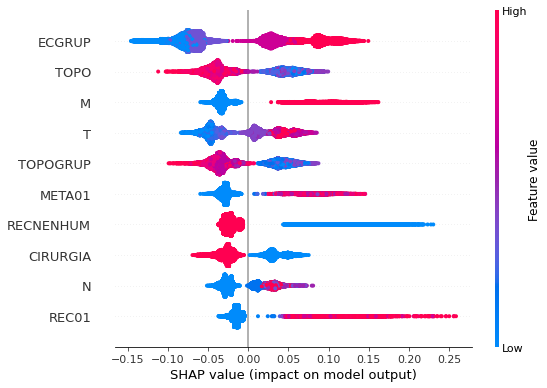 High
ECGRUP
TOPO
M
T
TOPOGRUP
META01
RECNENHUM
CIRURGIA
N
REC01
Feature value
Low
−0.15 −0.10 −0.05 0.00 0.05 0.10 0.15 0.20 0.25
SHAP value (impact on model output)